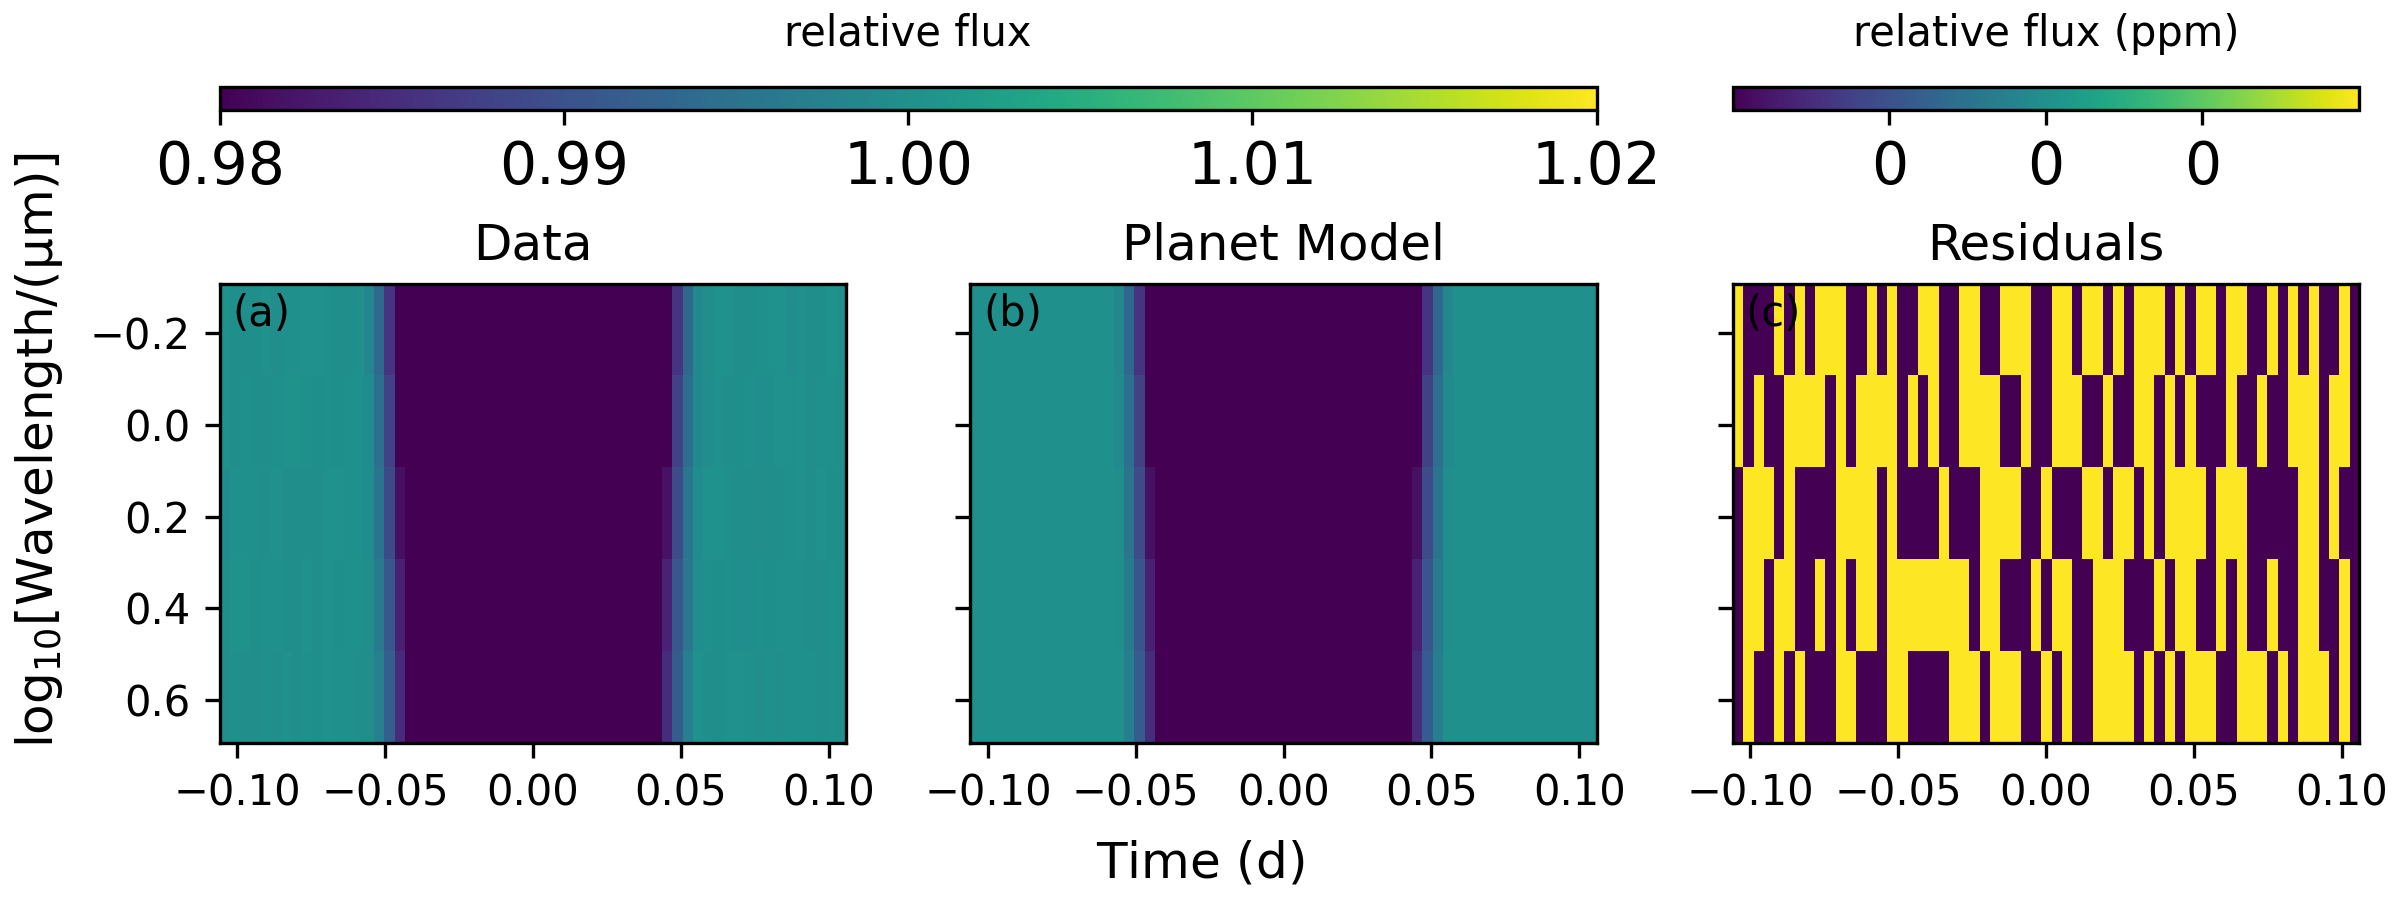 relative flux
relative flux (ppm)
0.98 0.99 1.00 1.01 1.02
0 0 0
Data
Planet Model
Residuals
log₁₀[Wavelength/(μm)]
(a)
(b)
(c)
−0.2
0.0
0.2
0.4
0.6
−0.10 −0.05 0.00 0.05 0.10
−0.10 −0.05 0.00 0.05 0.10
−0.10 −0.05 0.00 0.05 0.10
Time (d)